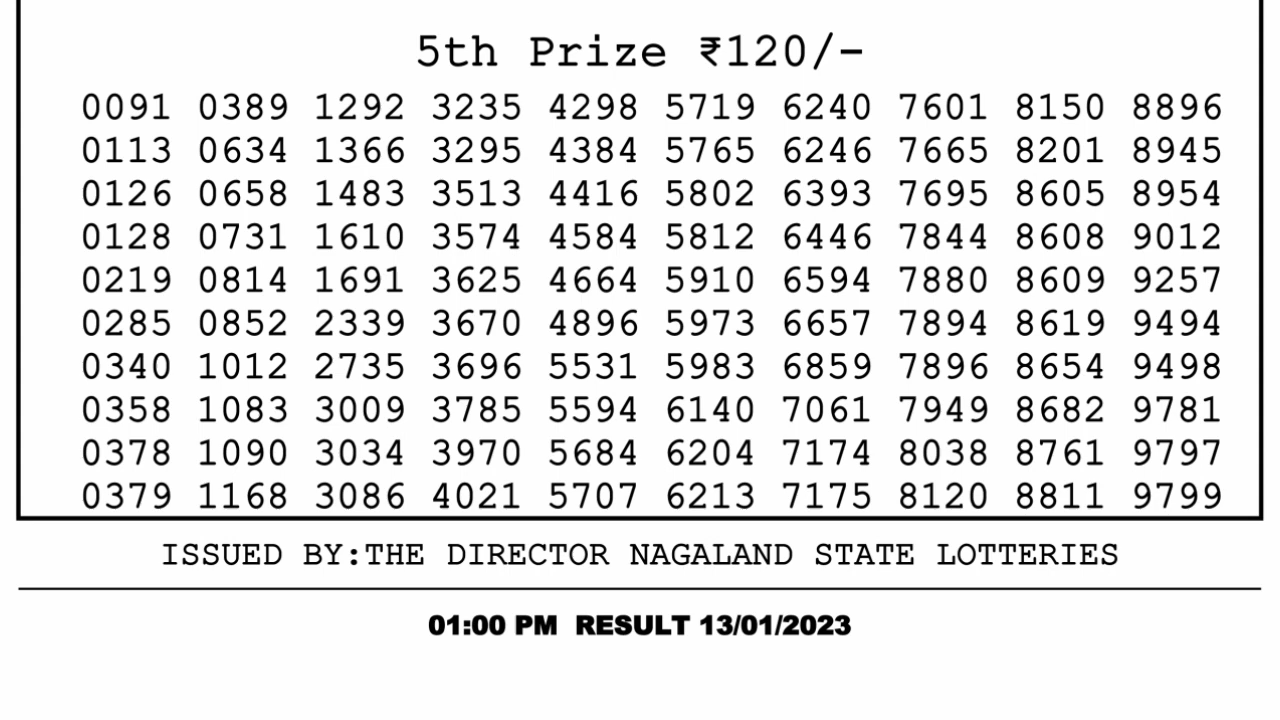 5th Prize ₹120/-
0091 0389 1292 3235 4298 5719 6240 7601 8150 8896
0113 0634 1366 3295 4384 5765 6246 7665 8201 8945
0126 0658 1483 3513 4416 5802 6393 7695 8605 8954
0128 0731 1610 3574 4584 5812 6446 7844 8608 9012
0219 0814 1691 3625 4664 5910 6594 7880 8609 9257
0285 0852 2339 3670 4896 5973 6657 7894 8619 9494
0340 1012 2735 3696 5531 5983 6859 7896 8654 9498
0358 1083 3009 3785 5594 6140 7061 7949 8682 9781
0378 1090 3034 3970 5684 6204 7174 8038 8761 9797
0379 1168 3086 4021 5707 6213 7175 8120 8811 9799
ISSUED BY:THE DIRECTOR NAGALAND STATE LOTTERIES
01:00 PM RESULT 13/01/2023